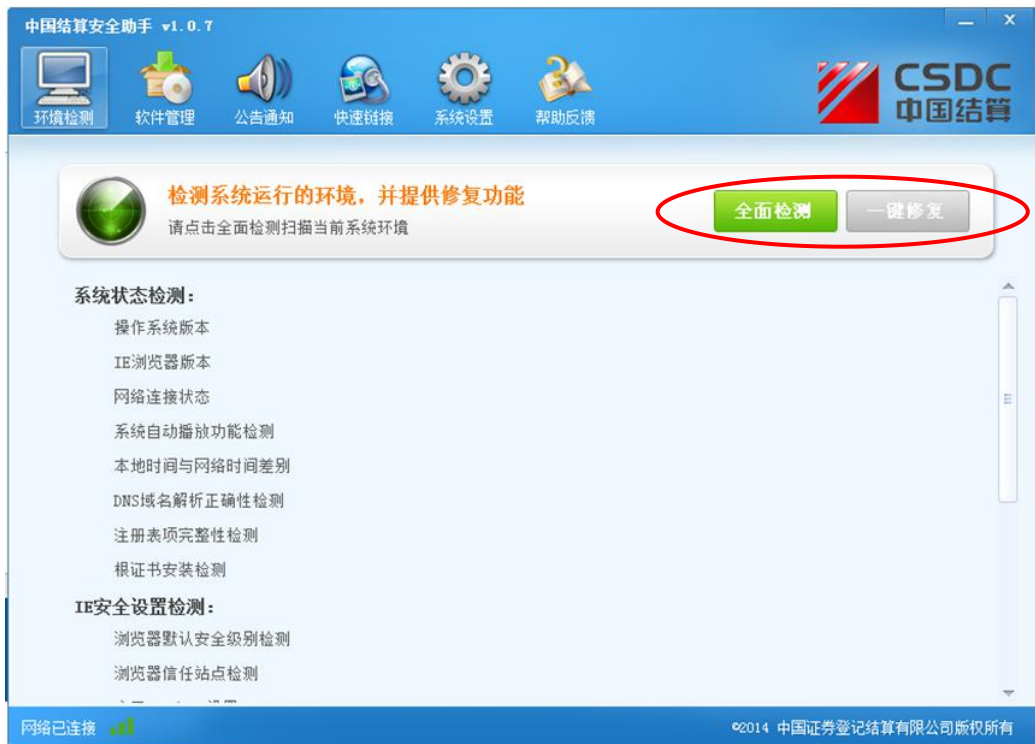 中国结算安全助手 v1.0.7
环境检测 软件管理 公告通知 快速链接 系统设置 帮助反馈
CSDC
中国结算
检测系统运行的环境，并提供修复功能
请点击全面检测扫描当前系统环境
全面检测 一键修复
系统状态检测：
操作系统版本
IE浏览器版本
网络连接状态
系统自动播放功能检测
本地时间与网络时间差别
DNS域名解析正确性检测
注册表项完整性检测
根证书安装检测
IE安全设置检测：
浏览器默认安全级别检测
浏览器信任站点检测
网络已连接
©2014 中国证券登记结算有限公司版权所有